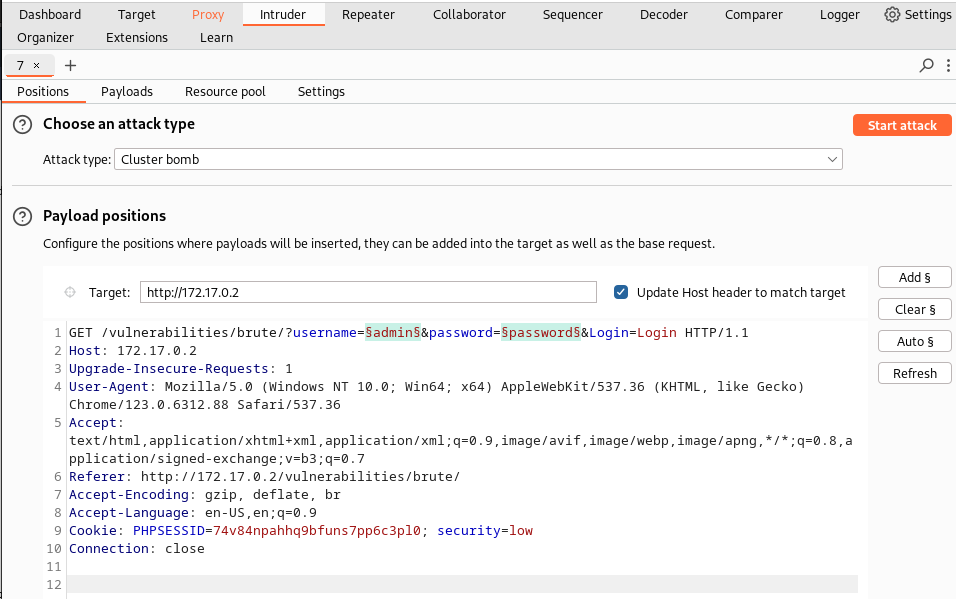 Dashboard Target Proxy Intruder Repeater Collaborator Sequencer Decoder Comparer Logger Settings
Organizer Extensions Learn
7 × +
Positions Payloads Resource pool Settings
? Choose an attack type
Start attack
Attack type: Cluster bomb
? Payload positions
Configure the positions where payloads will be inserted, they can be added into the target as well as the base request.
Target: http://172.17.0.2 Update Host header to match target
Add §
Clear §
Auto §
Refresh
1 GET /vulnerabilities/brute/?username=§admin§&password=§password§&Login=Login HTTP/1.1
2 Host: 172.17.0.2
3 Upgrade-Insecure-Requests: 1
4 User-Agent: Mozilla/5.0 (Windows NT 10.0; Win64; x64) AppleWebKit/537.36 (KHTML, like Gecko)
Chrome/123.0.6312.88 Safari/537.36
5 Accept:
text/html,application/xhtml+xml,application/xml;q=0.9,image/avif,image/webp,image/apng,*/*;q=0.8,a
pplication/signed-exchange;v=b3;q=0.7
6 Referer: http://172.17.0.2/vulnerabilities/brute/
7 Accept-Encoding: gzip, deflate, br
8 Accept-Language: en-US,en;q=0.9
9 Cookie: PHPSESSID=74v84npahhq9bfuns7pp6c3pl0; security=low
10 Connection: close
11
12